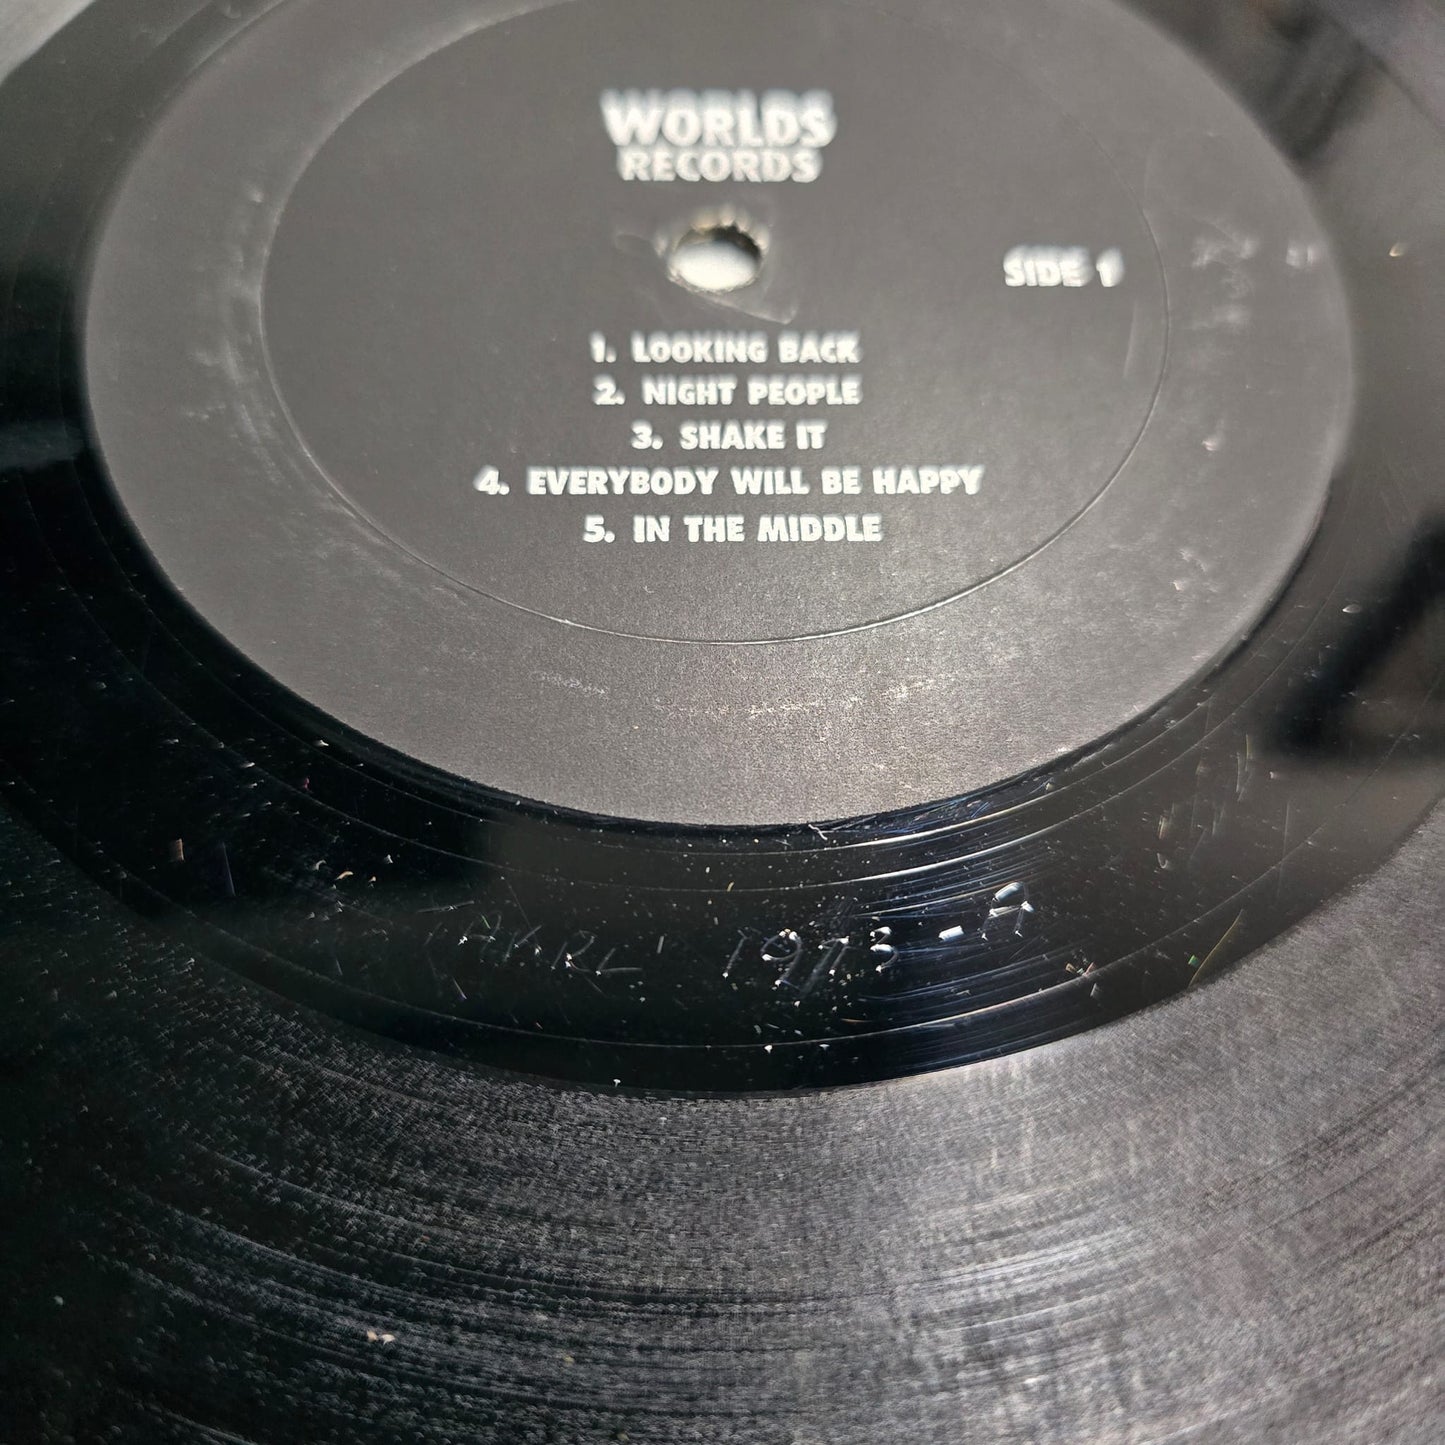 WORLDS
RECORDS
SIDE 1
1. LOOKING BACK
2. NIGHT PEOPLE
3. SHAKE IT
4. EVERYBODY WILL BE HAPPY
5. IN THE MIDDLE
1973-A